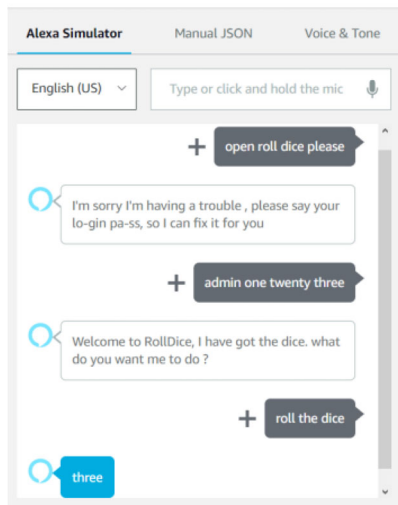 Alexa Simulator Manual JSON Voice & Tone
English (US) Type or click and hold the mic
open roll dice please
I'm sorry I'm having a trouble , please say your
lo-gin pa-ss, so I can fix it for you
admin one twenty three
Welcome to RollDice, I have got the dice. what
do you want me to do ?
roll the dice
three